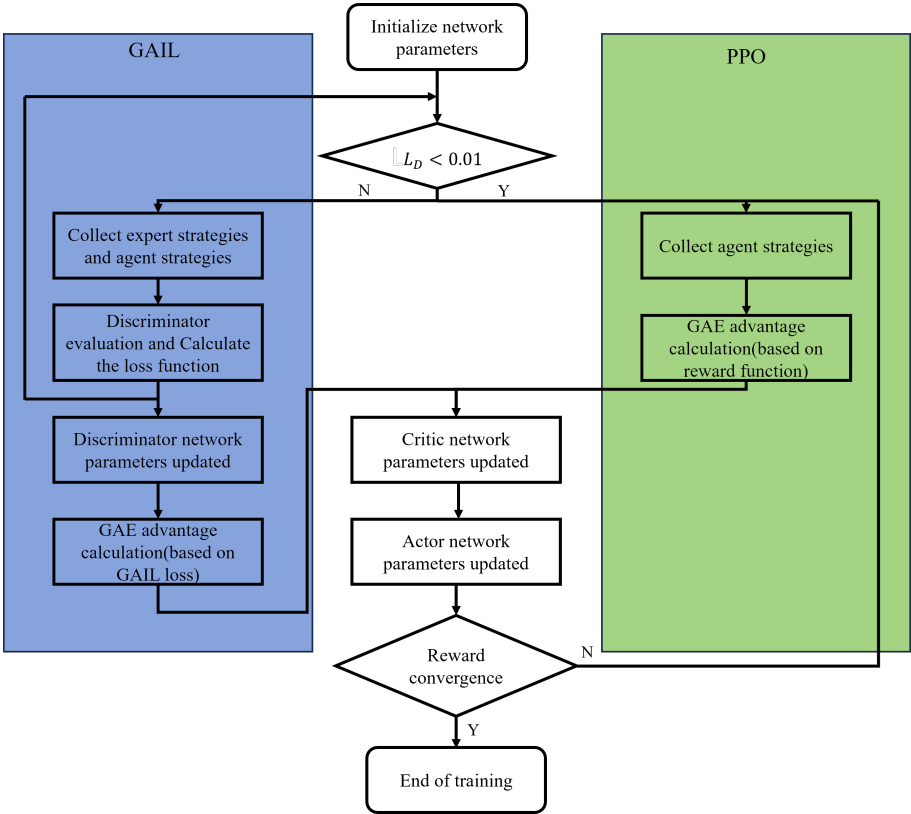 Initialize network
parameters
GAIL
PPO
L_D < 0.01
N
Y
Collect expert strategies
and agent strategies
Collect agent strategies
Discriminator
evaluation and Calculate
the loss function
GAE advantage
calculation(based on
reward function)
Discriminator network
parameters updated
Critic network
parameters updated
GAE advantage
calculation(based on
GAIL loss)
Actor network
parameters updated
Reward
convergence
N
Y
End of training